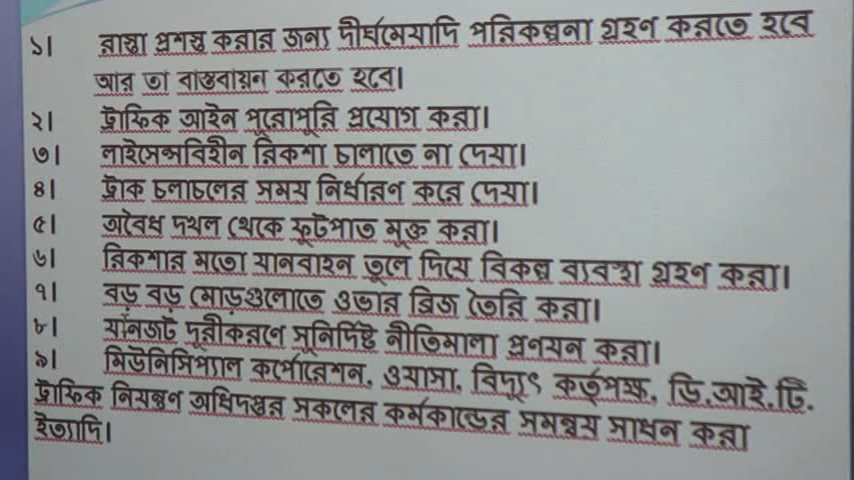 ১। রাস্তা প্রশস্ত করার জন্য দীর্ঘমেয়াদি পরিকল্পনা গ্রহণ করতে হবে
আর তা বাস্তবায়ন করতে হবে।
২। ট্রাফিক আইন পুরোপুরি প্রয়োগ করা।
৩। লাইসেন্সবিহীন রিকশা চালাতে না দেয়া।
৪। ট্রাক চলাচলের সময় নির্ধারণ করে দেয়া।
৫। অবৈধ দখল থেকে ফুটপাত মুক্ত করা।
৬। রিকশার মতো যানবাহন তুলে দিয়ে বিকল্প ব্যবস্থা গ্রহণ করা।
৭। বড় বড় মোড়গুলোতে ওভার ব্রিজ তৈরি করা।
৮। যানজট দূরীকরণে সুনির্দিষ্ট নীতিমালা প্রণয়ন করা।
৯। মিউনিসিপ্যাল কর্পোরেশন, ওয়াসা, বিদ্যুৎ কর্তৃপক্ষ, ডি.আই.টি.
ট্রাফিক নিয়ন্ত্রণ অধিদপ্তর সকলের কর্মকান্ডের সমন্বয় সাধন করা
ইত্যাদি।